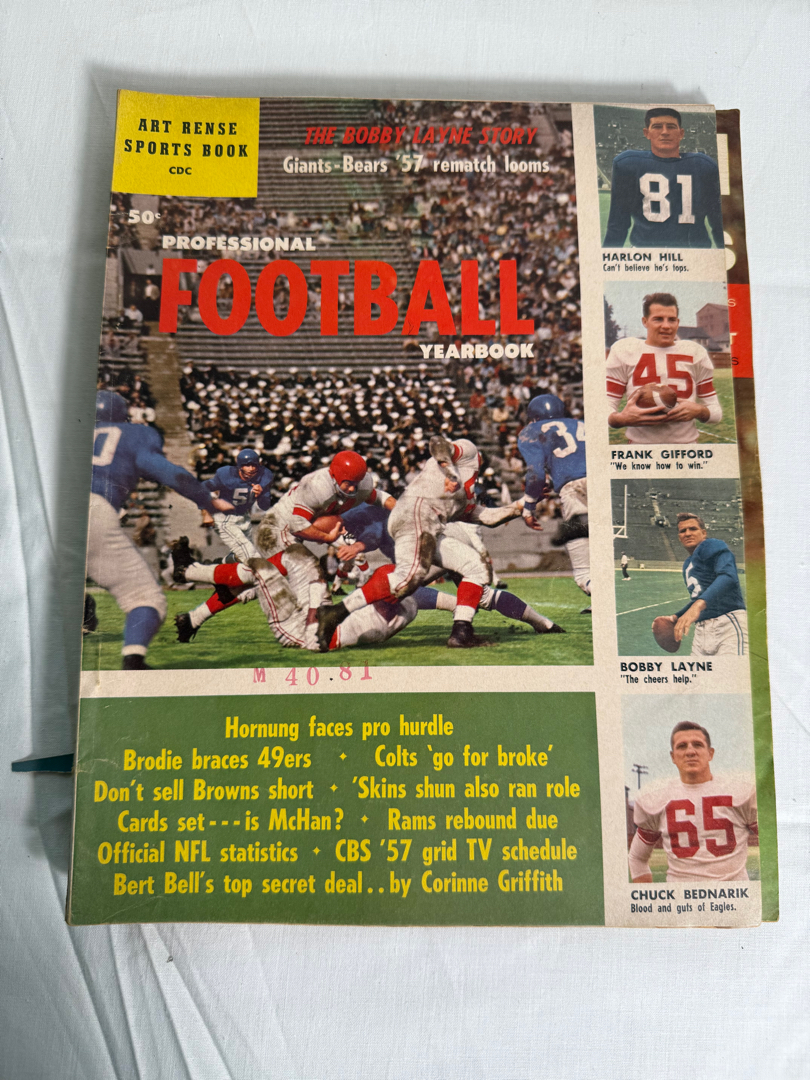 ART RENSE
SPORTS BOOK
CDC
THE BOBBY LAYNE STORY
Giants-Bears '57 rematch looms
50¢
PROFESSIONAL
FOOTBALL
YEARBOOK
81
HARLON HILL
Can't believe he's tops.
45
FRANK GIFFORD
"We know how to win."
BOBBY LAYNE
"The cheers help."
65
CHUCK BEDNARIK
Blood and guts of Eagles.
34
M 40.81
Hornung faces pro hurdle
Brodie braces 49ers + Colts 'go for broke'
Don't sell Browns short + 'Skins shun also ran role
Cards set---is McHan? + Rams rebound due
Official NFL statistics + CBS '57 grid TV schedule
Bert Bell's top secret deal..by Corinne Griffith